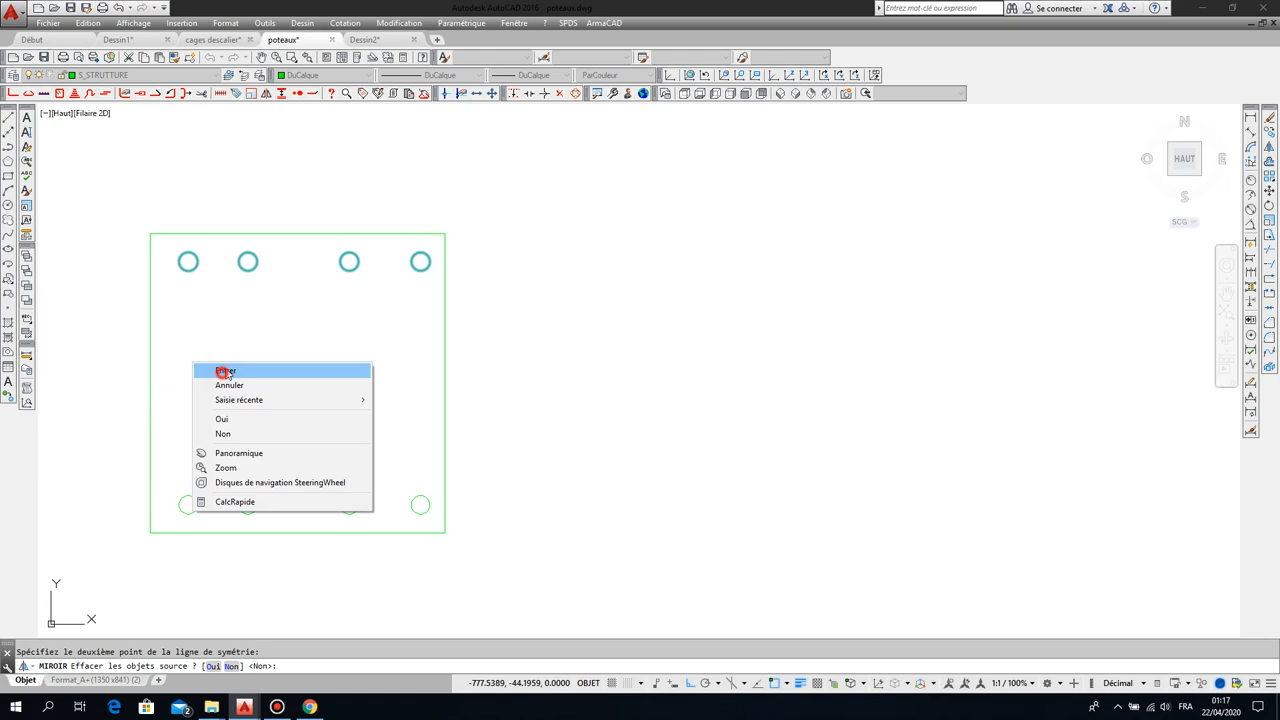 Autodesk AutoCAD 2016 poteaux.dwg
Entrez mot-clé ou expression
Se connecter
Fichier Edition Affichage Insertion Format Outils Dessin Cotation Modification Paramétrique Fenêtre SPDS ArmaCAD
Début Dessin1* cages descalier* poteaux* Dessin2*
S_STRUTTURE DuCalque DuCalque DuCalque ParCouleur
[−][Haut][Filaire 2D]
N
O HAUT E
S
SCG
Annuler
Saisie récente
Oui
Non
Panoramique
Zoom
Disques de navigation SteeringWheel
CalcRapide
Y
X
Spécifiez le deuxième point de la ligne de symétrie:
MIROIR Effacer les objets source ? [Oui Non] <Non>:
Objet Format_A+(1350 x841) (2)
-777.5389, -44.1959, 0.0000 OBJET 1:1 / 100% Décimal
FRA
01:17
22/04/2020